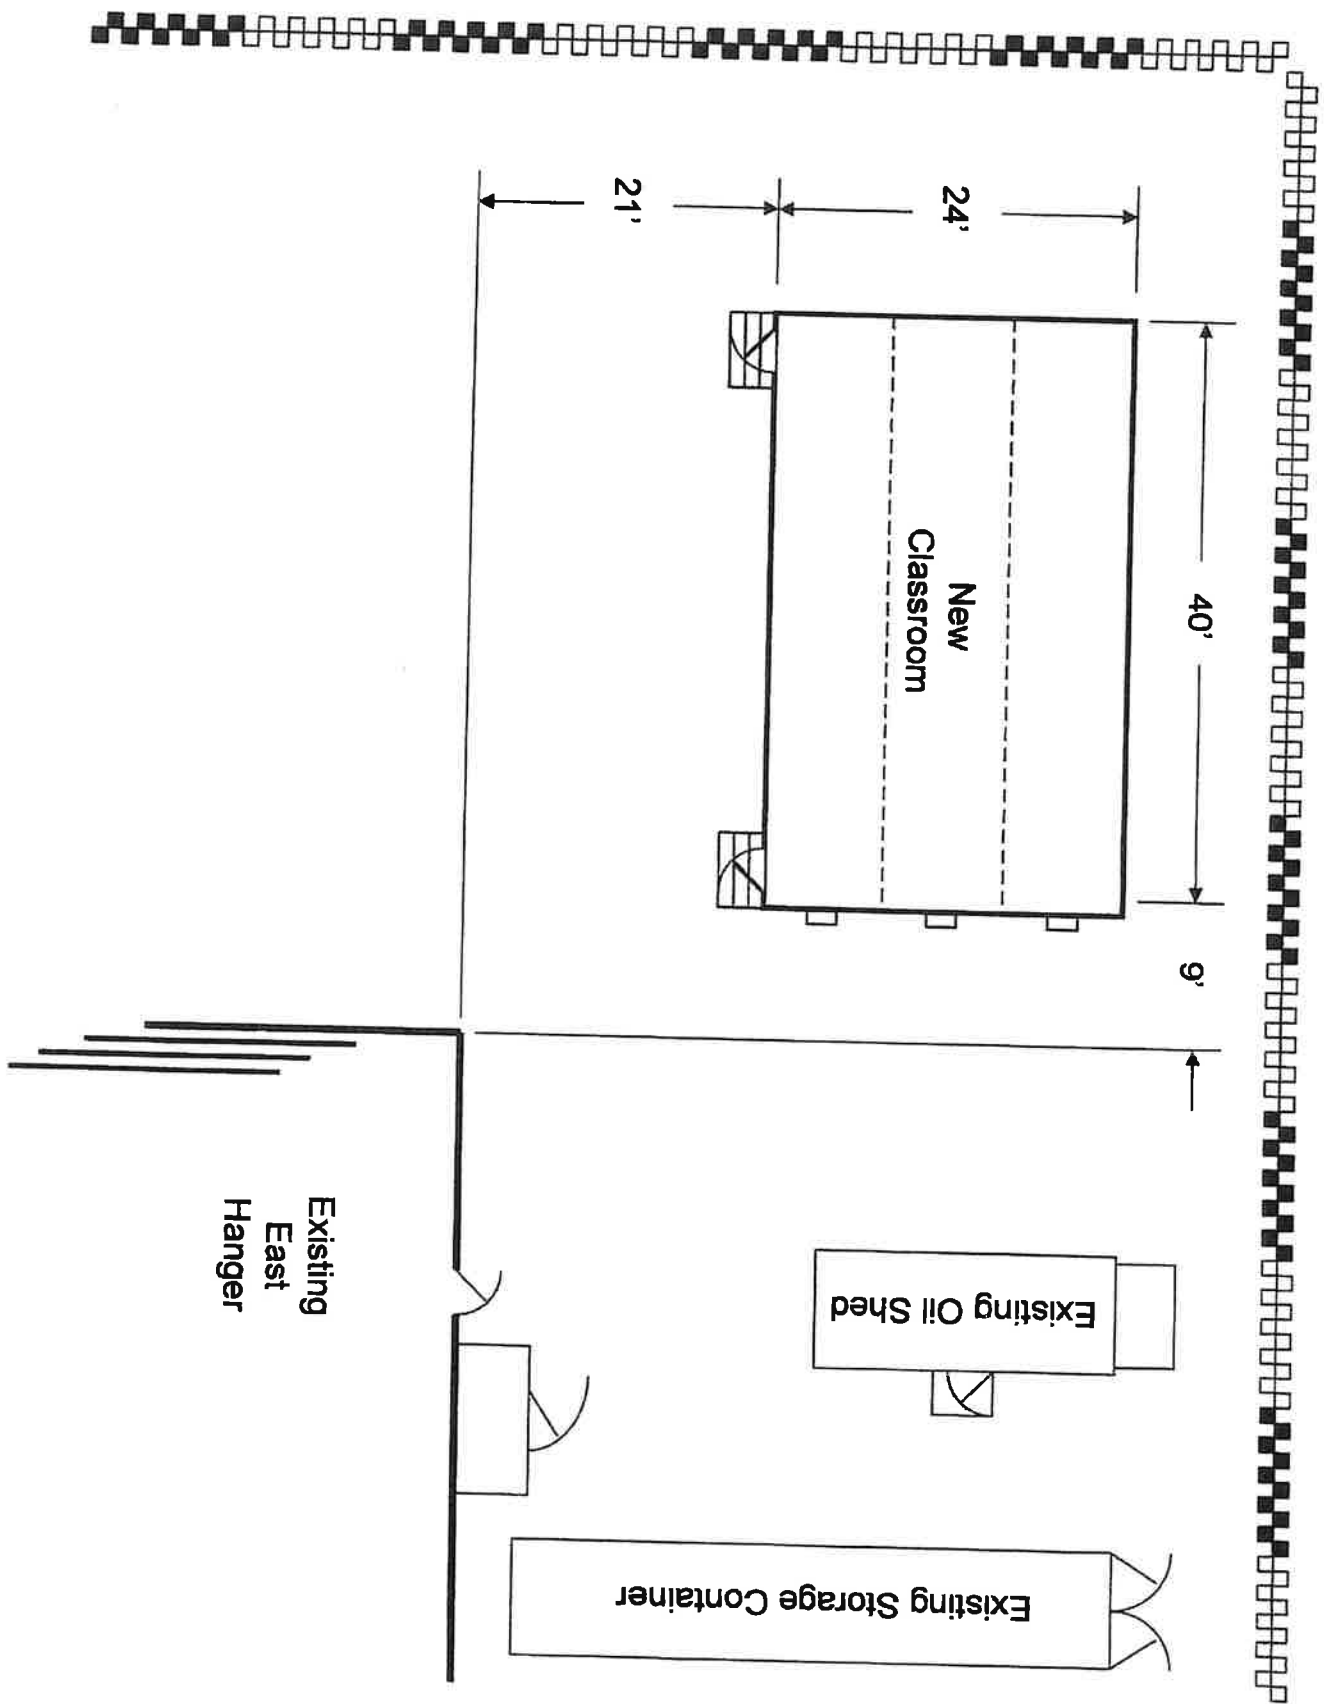 24'
21'
40'
9'
New
Classroom
Existing
East
Hanger
Existing Oil Shed
Existing Storage Container